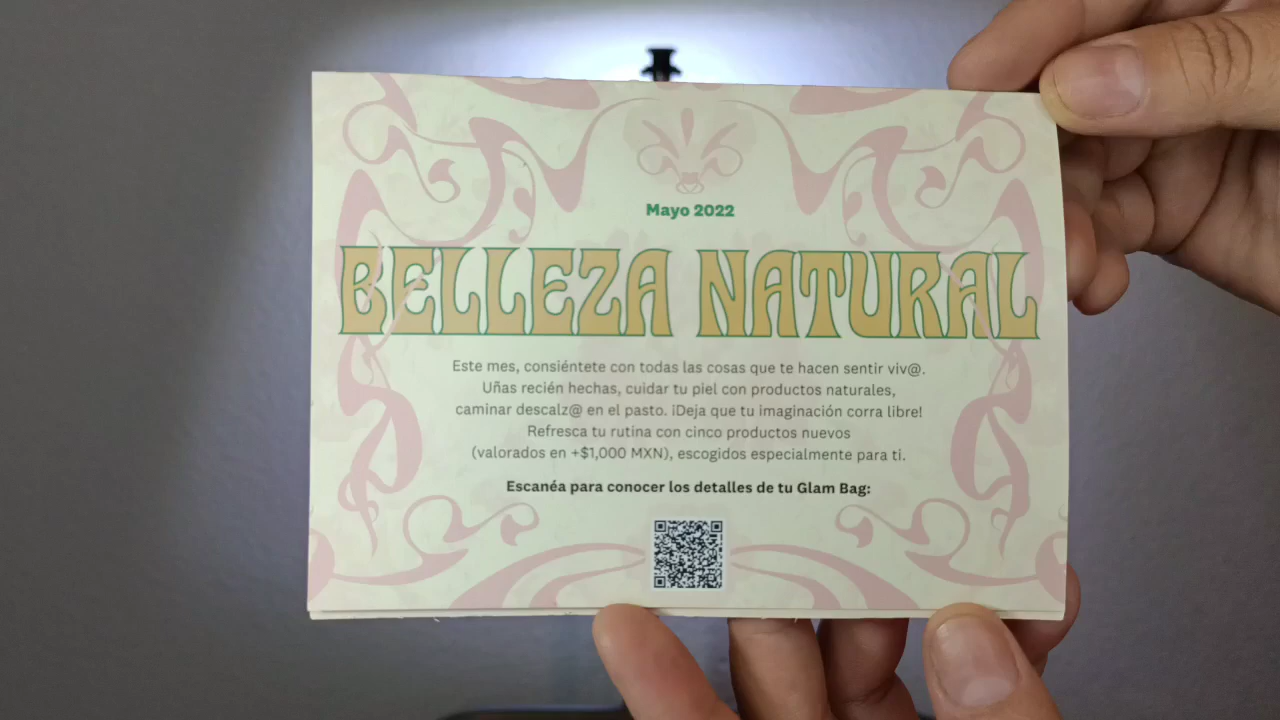 Mayo 2022
BELLEZA NATURAL
Este mes, consiéntete con todas las cosas que te hacen sentir viv@.
Uñas recién hechas, cuidar tu piel con productos naturales,
caminar descalz@ en el pasto. ¡Deja que tu imaginación corra libre!
Refresca tu rutina con cinco productos nuevos
(valorados en +$1,000 MXN), escogidos especialmente para ti.
Escanéa para conocer los detalles de tu Glam Bag: